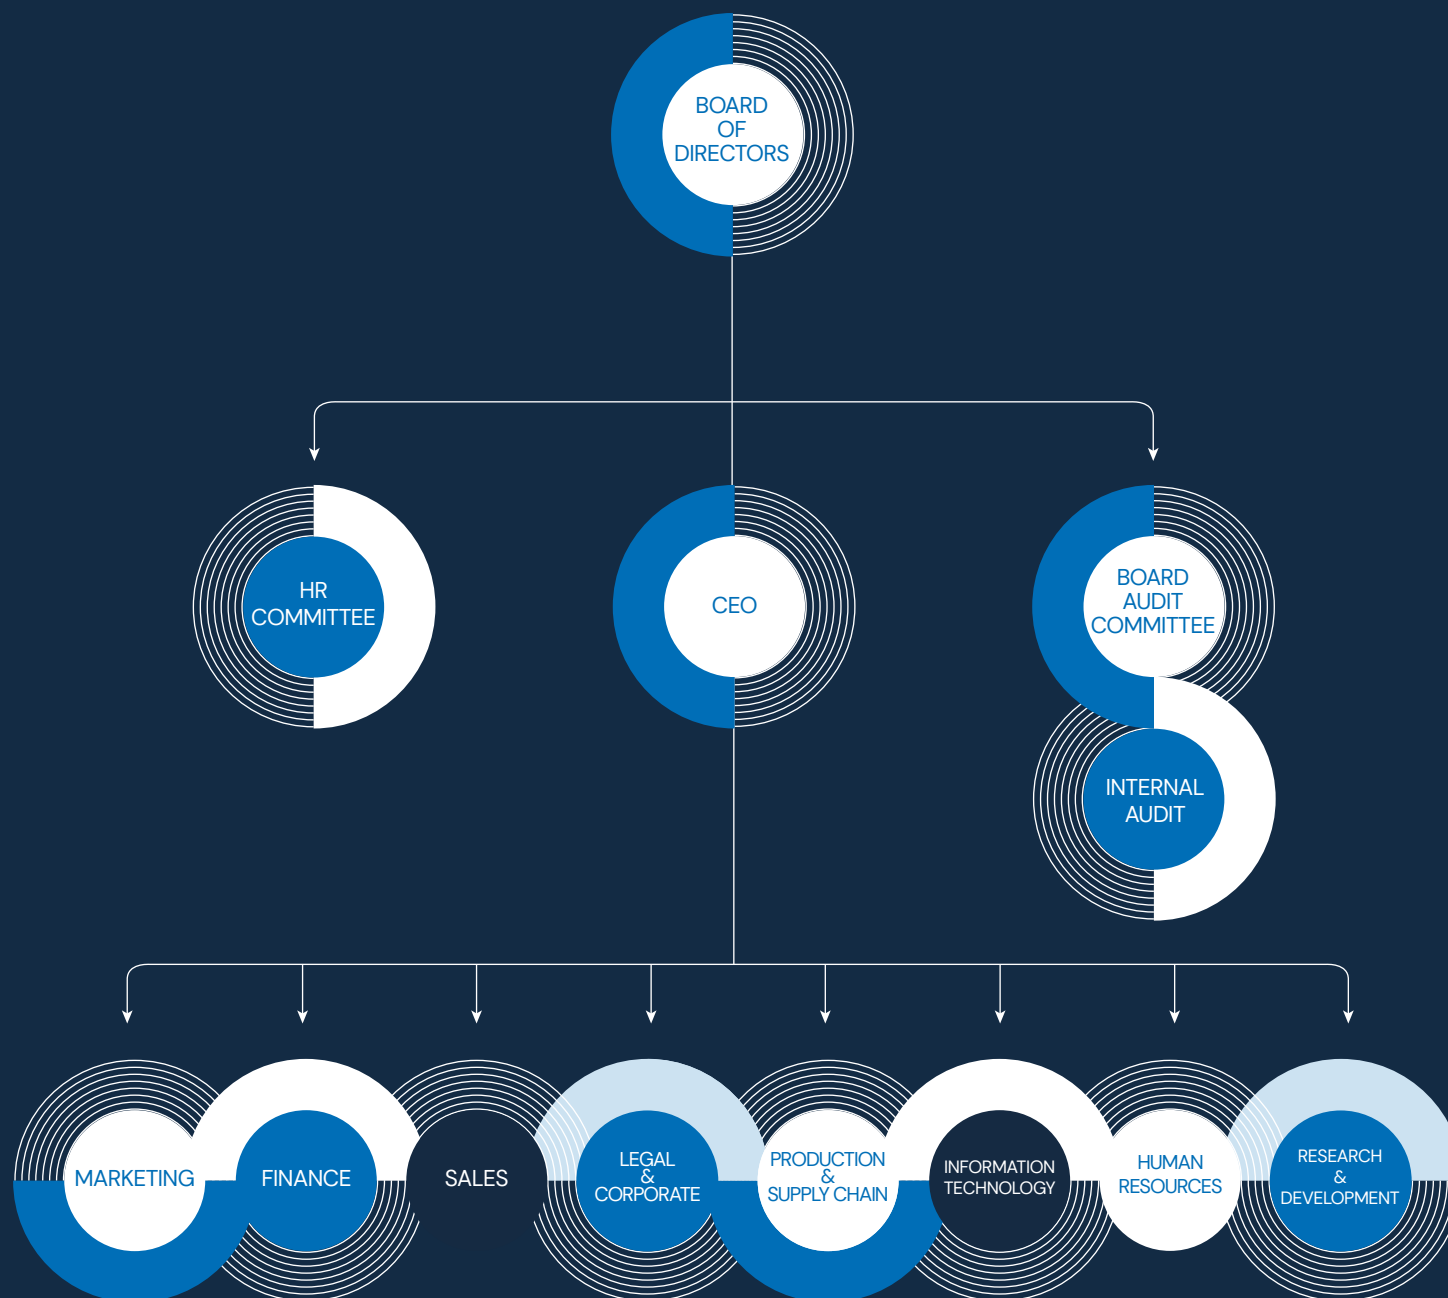 BOARD
OF
DIRECTORS
HR
COMMITTEE
CEO
BOARD
AUDIT
COMMITTEE
INTERNAL
AUDIT
MARKETING
FINANCE
SALES
LEGAL
&
CORPORATE
PRODUCTION
&
SUPPLY CHAIN
INFORMATION
TECHNOLOGY
HUMAN
RESOURCES
RESEARCH
&
DEVELOPMENT